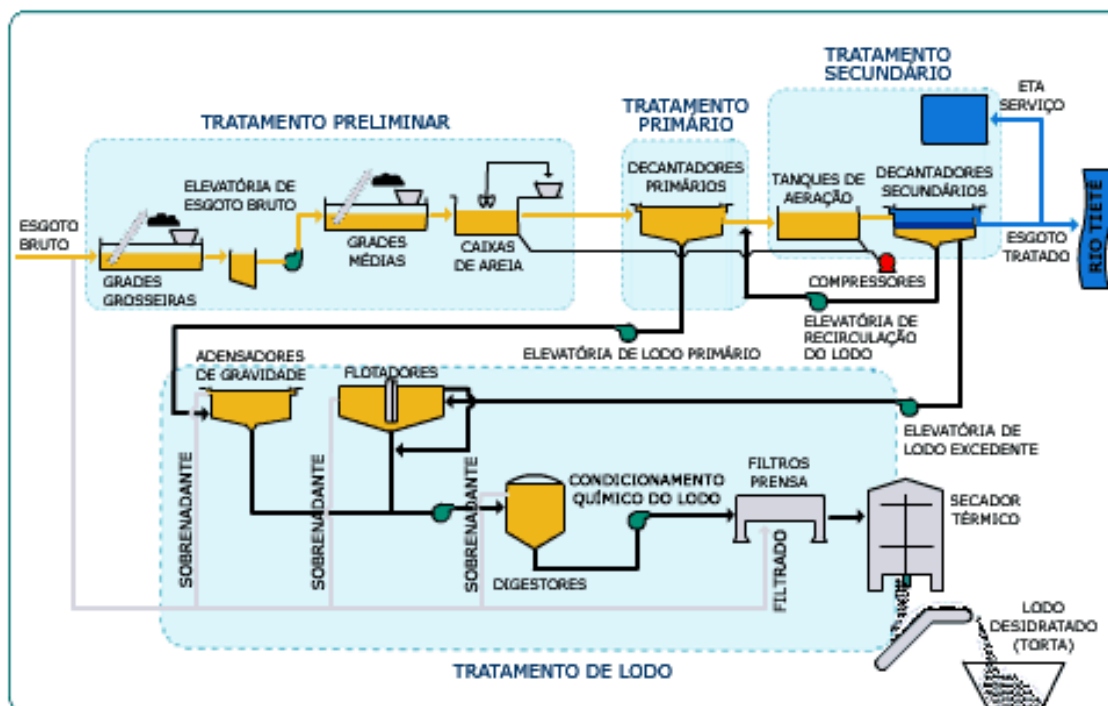 TRATAMENTO
SECUNDÁRIO
ETA
SERVIÇO
TRATAMENTO PRELIMINAR
TRATAMENTO
PRIMÁRIO
DECANTADORES
PRIMÁRIOS
TANQUES DE
AERAÇÃO
DECANTADORES
SECUNDÁRIOS
ELEVATÓRIA DE
ESGOTO BRUTO
ESGOTO
BRUTO
GRADES
GROSSEIRAS
GRADES
MÉDIAS
CAIXAS
DE AREIA
COMPRESSORES
ESGOTO
TRATADO
RIO TIETÊ
ELEVATÓRIA DE
RECIRCULAÇÃO
DO LODO
ELEVATÓRIA DE LODO PRIMÁRIO
ADENSADORES
DE GRAVIDADE
FLOTADORES
ELEVATÓRIA DE
LODO EXCEDENTE
SOBRENADANTE
SOBRENADANTE
SOBRENADANTE
CONDICIONAMENTO
QUÍMICO DO LODO
FILTROS
PRENSA
SECADOR
TÉRMICO
DIGESTORES
FILTRADO
LODO
DESIDRATADO
(TORTA)
TRATAMENTO DE LODO